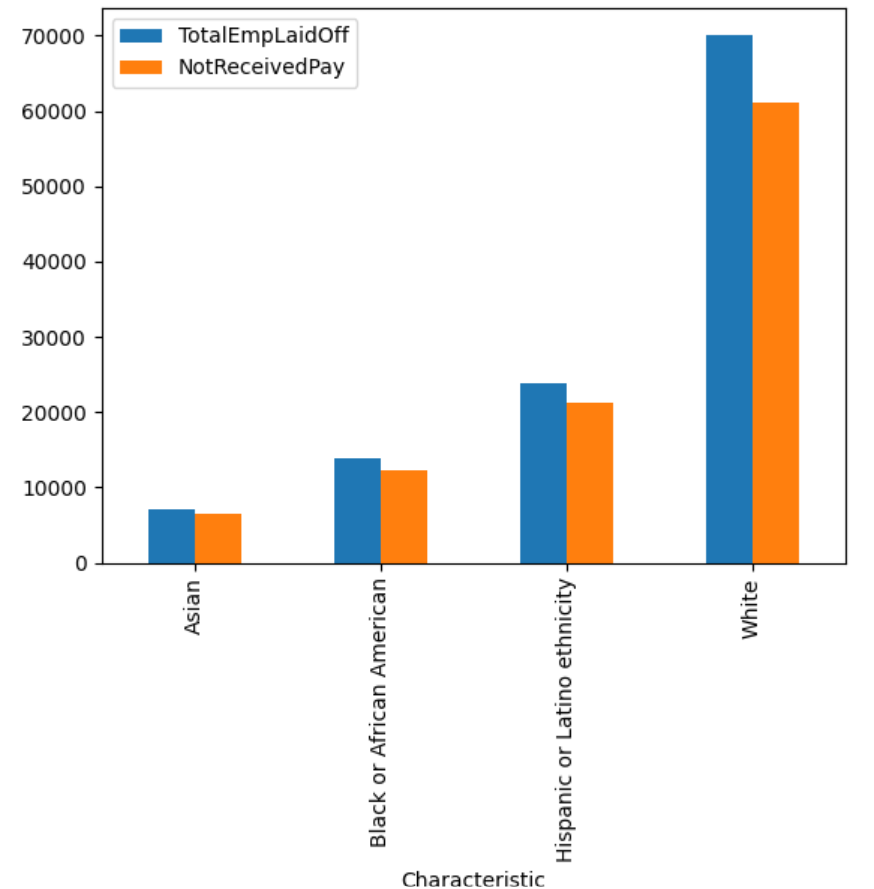 TotalEmpLaidOff
NotReceivedPay
70000
60000
50000
40000
30000
20000
10000
0
Asian
Black or African American
Hispanic or Latino ethnicity
White
Characteristic